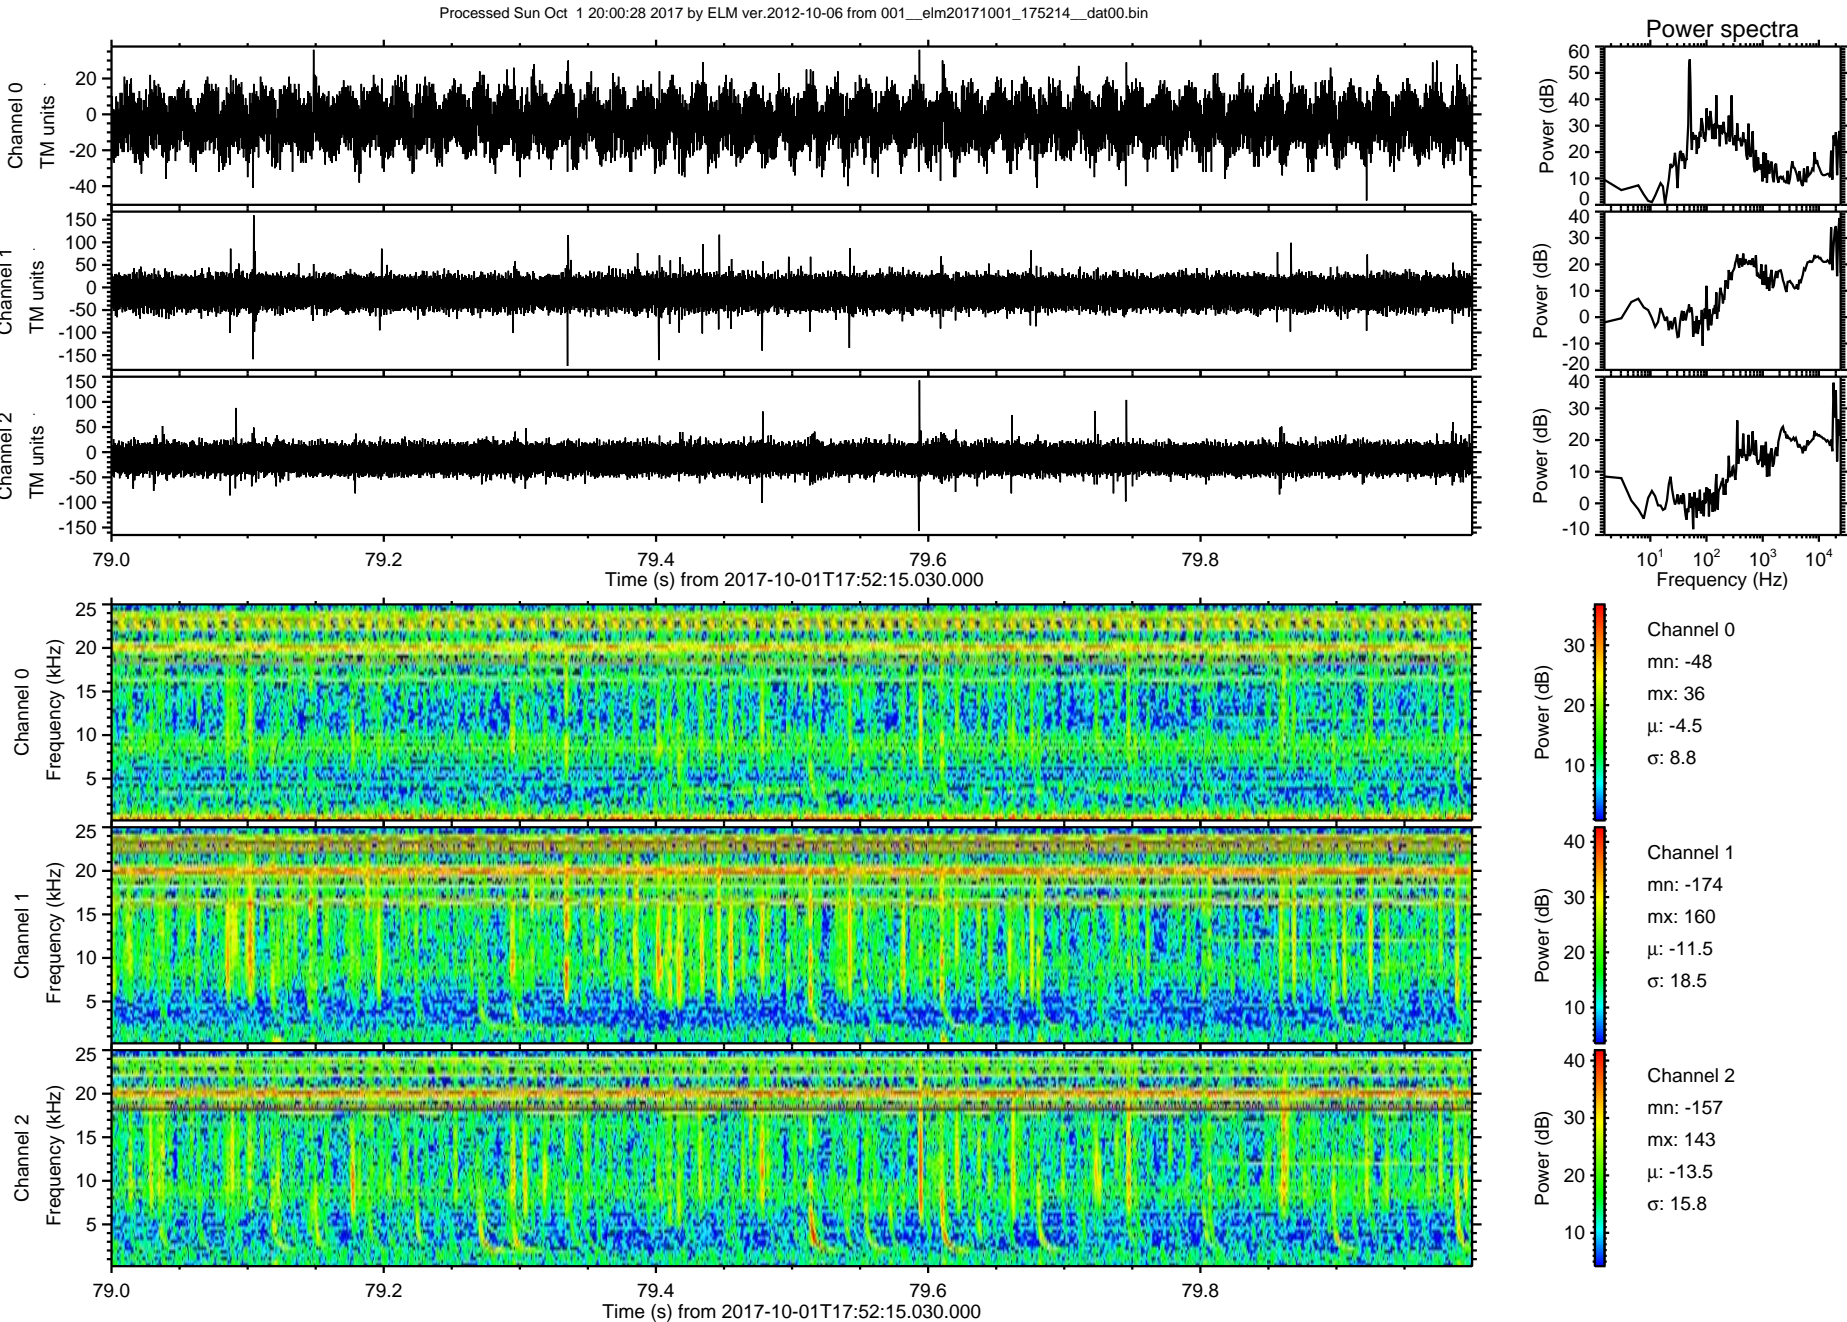 Processed Sun Oct 1 20:00:28 2017 by ELM ver.2012-10-06 from 001__elm20171001_175214__dat00.bin
Power spectra
Channel 0
TM units
20
0
-20
-40
Power (dB)
60
50
40
30
20
10
0
Channel 1
TM units
150
100
50
0
-50
-100
-150
Power (dB)
40
30
20
10
0
-10
-20
Channel 2
TM units
150
100
50
0
-50
-100
-150
Power (dB)
40
30
20
10
0
-10
79.0 79.2 79.4 79.6 79.8
Time (s) from 2017-10-01T17:52:15.030.000
10^1 10^2 10^3 10^4
Frequency (Hz)
Channel 0
Frequency (kHz)
25
20
15
10
5
Power (dB)
30
20
10
Channel 0
mn: -48
mx: 36
μ: -4.5
σ: 8.8
Channel 1
Frequency (kHz)
25
20
15
10
5
Power (dB)
40
30
20
10
Channel 1
mn: -174
mx: 160
μ: -11.5
σ: 18.5
Channel 2
Frequency (kHz)
25
20
15
10
5
Power (dB)
40
30
20
10
Channel 2
mn: -157
mx: 143
μ: -13.5
σ: 15.8
79.0 79.2 79.4 79.6 79.8
Time (s) from 2017-10-01T17:52:15.030.000